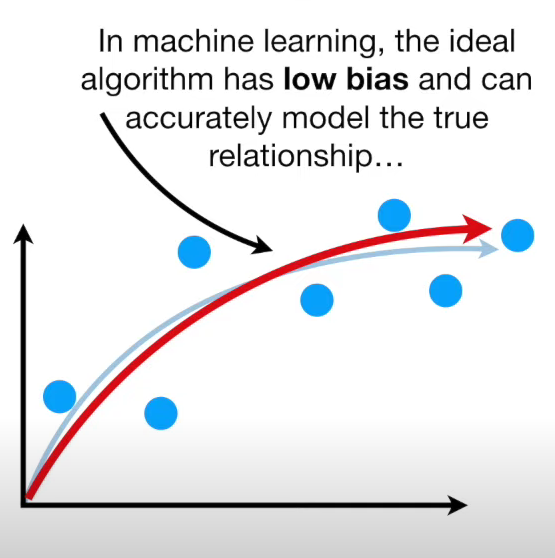 In machine learning, the ideal
algorithm has low bias and can
accurately model the true
relationship…